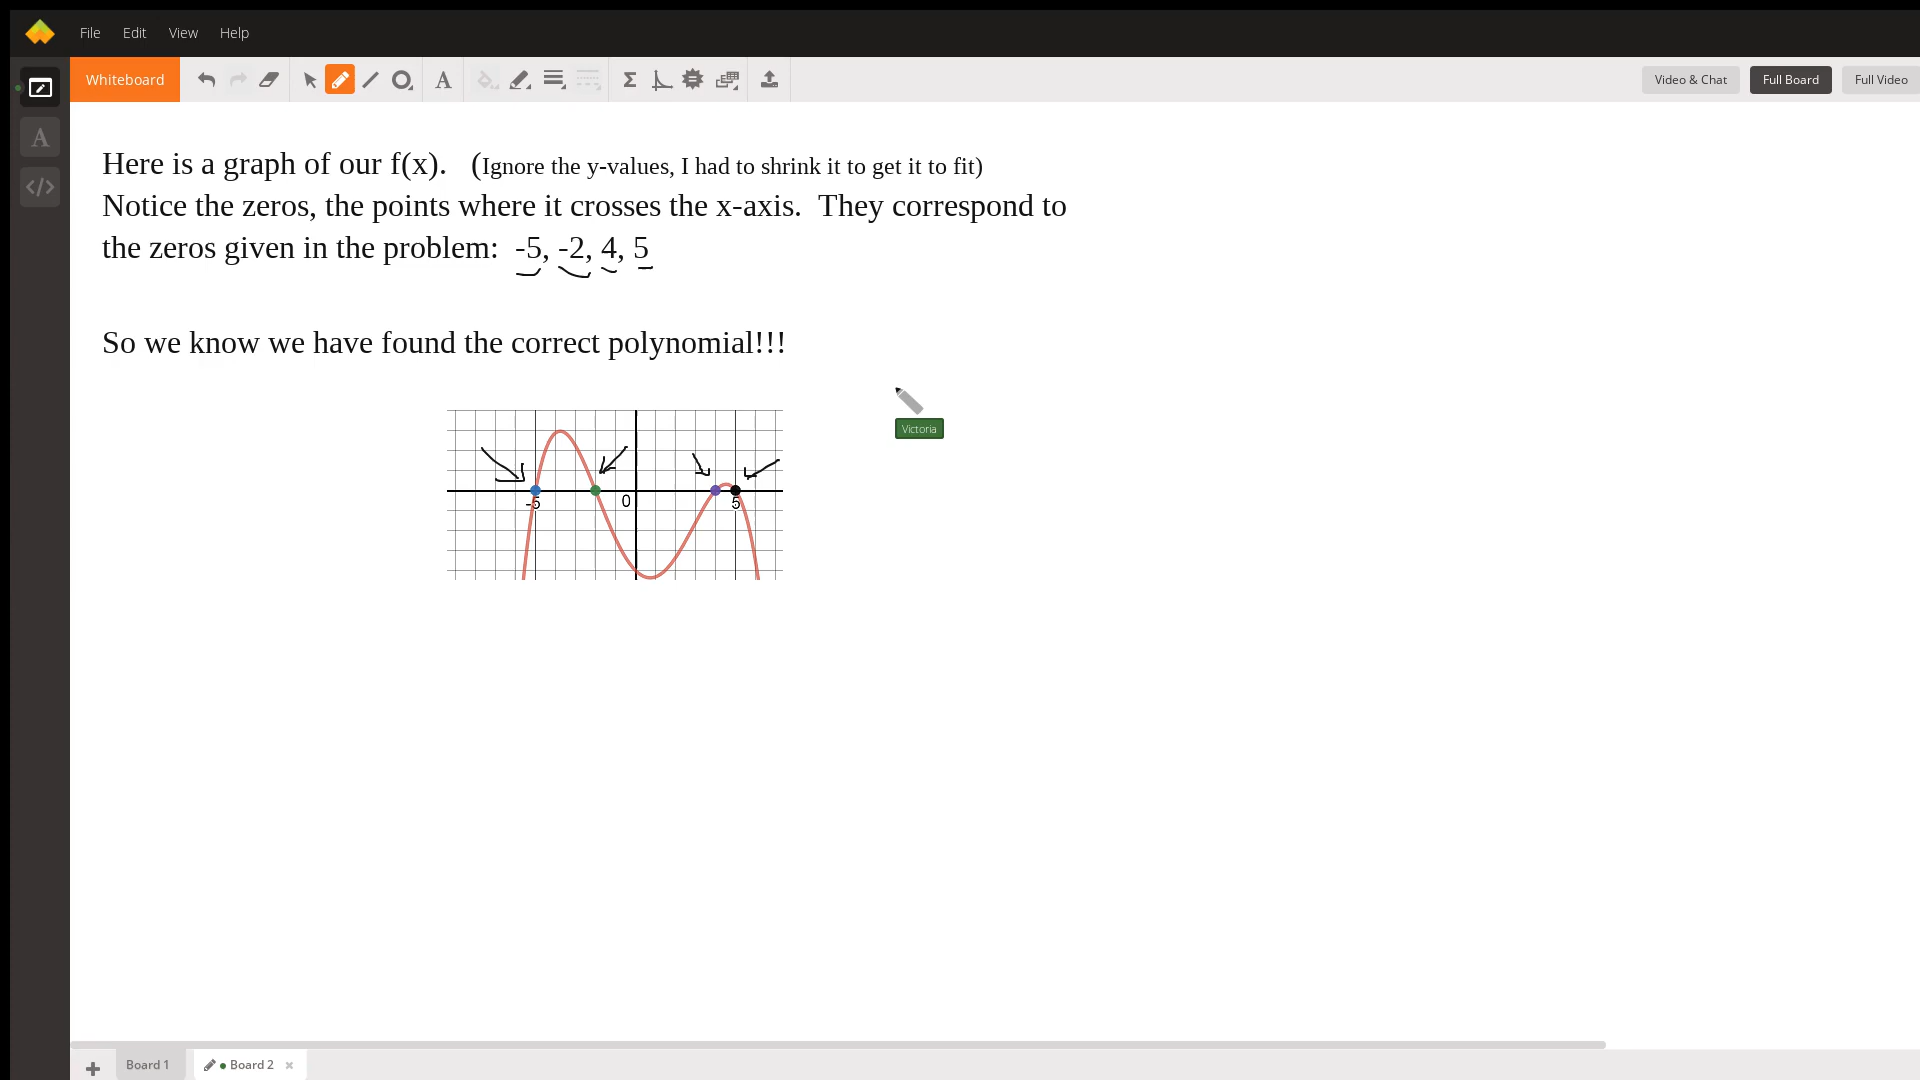 File Edit View Help
Whiteboard
Video & Chat Full Board Full Video
Here is a graph of our f(x). (Ignore the y-values, I had to shrink it to get it to fit)
Notice the zeros, the points where it crosses the x-axis. They correspond to
the zeros given in the problem: -5, -2, 4, 5
So we know we have found the correct polynomial!!!
Victoria
-5 0 5
Board 1 Board 2